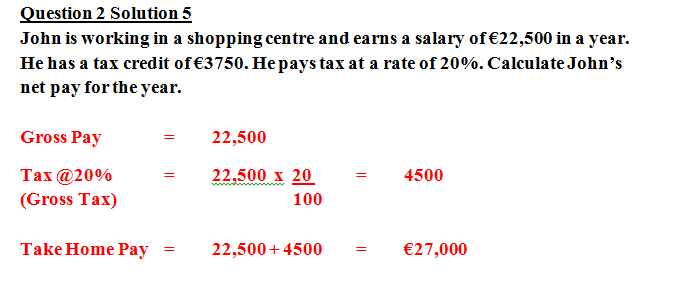 Question 2 Solution 5
John is working in a shopping centre and earns a salary of €22,500 in a year.
He has a tax credit of €3750. He pays tax at a rate of 20%. Calculate John’s
net pay for the year.
Gross Pay = 22,500
Tax @20% = 22,500 x 20 = 4500
(Gross Tax) 100
Take Home Pay = 22,500 + 4500 = €27,000